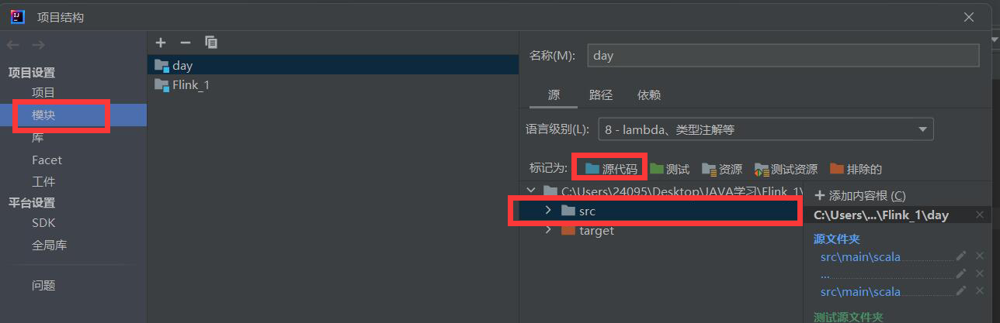 项目结构
项目设置
项目
模块
库
Facet
工件
平台设置
SDK
全局库
问题
day
Flink_1
名称(M): day
源 路径 依赖
语言级别(L): 8 - lambda、类型注解等
标记为: 源代码 测试 资源 测试资源 排除的
C:\Users\24095\Desktop\JAVA学习\Flink_1\
src
target
添加内容根 (C)
C:\Users\...\Flink_1\day
源文件夹
src\main\scala
...
src\main\scala
测试源文件夹